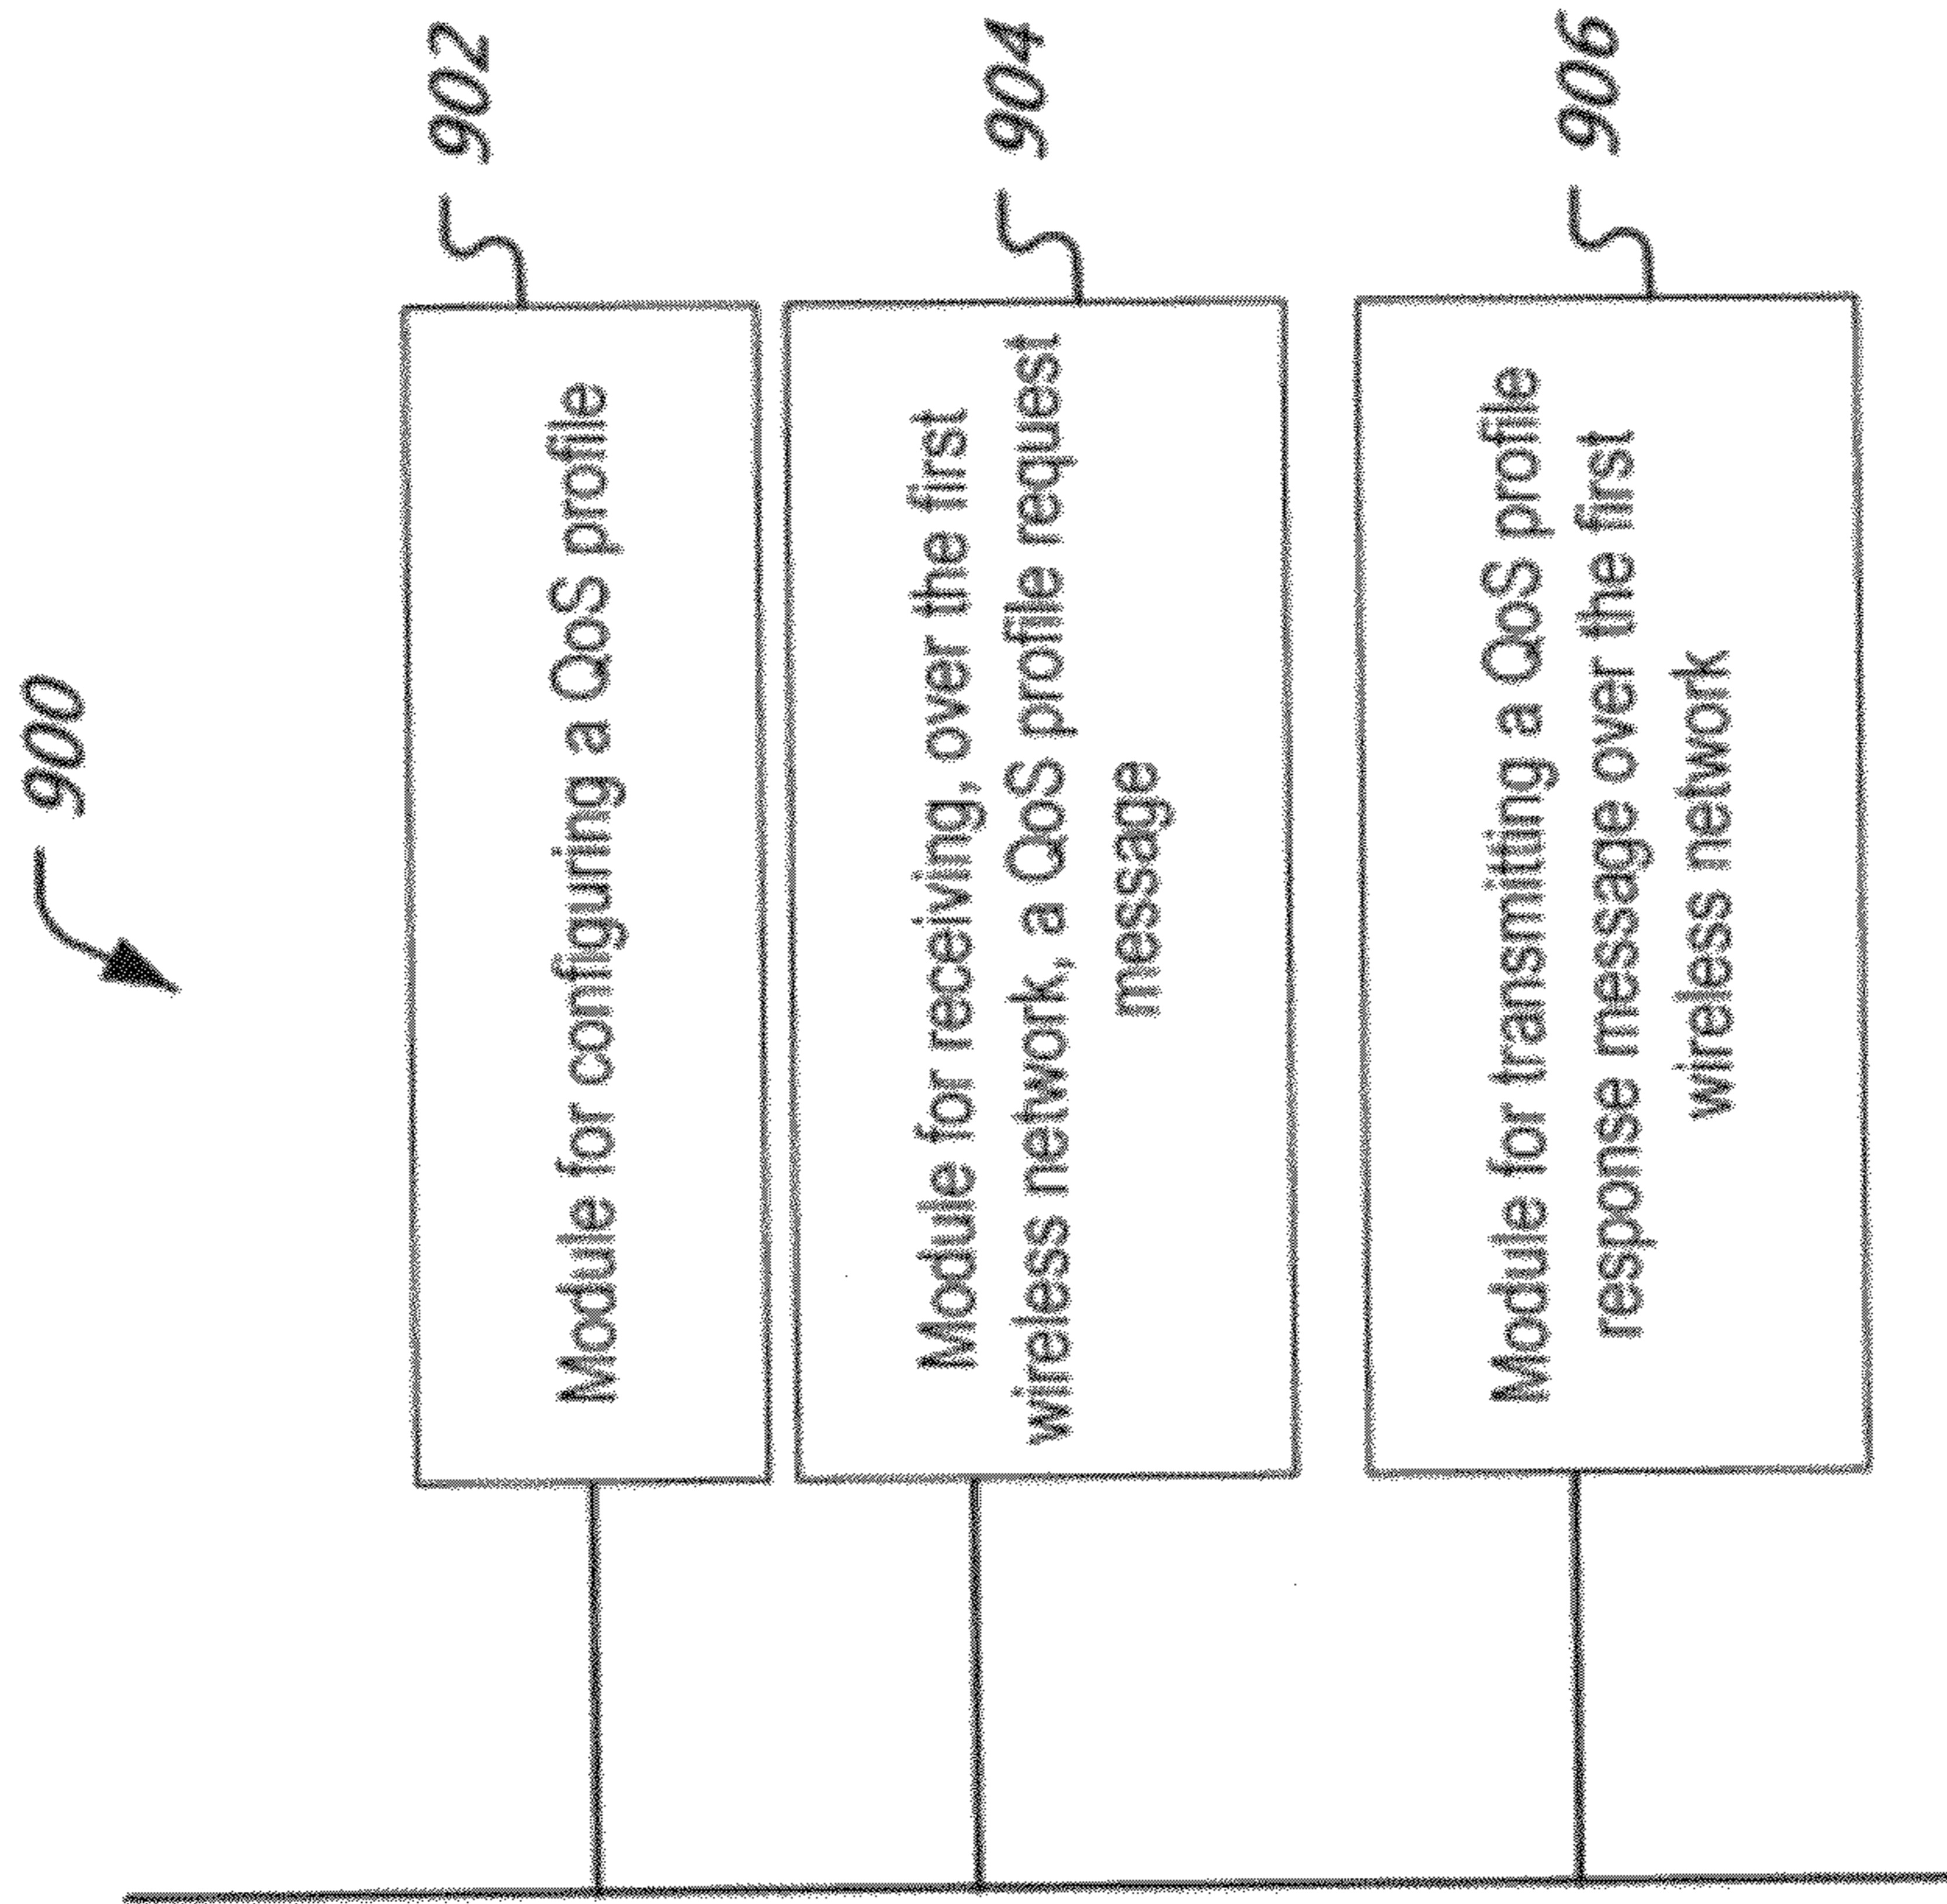 900
Module for configuring a QoS profile
902
Module for receiving, over the first
wireless network, a QoS profile request
message
904
Module for transmitting a QoS profile
response message over the first
wireless network
906